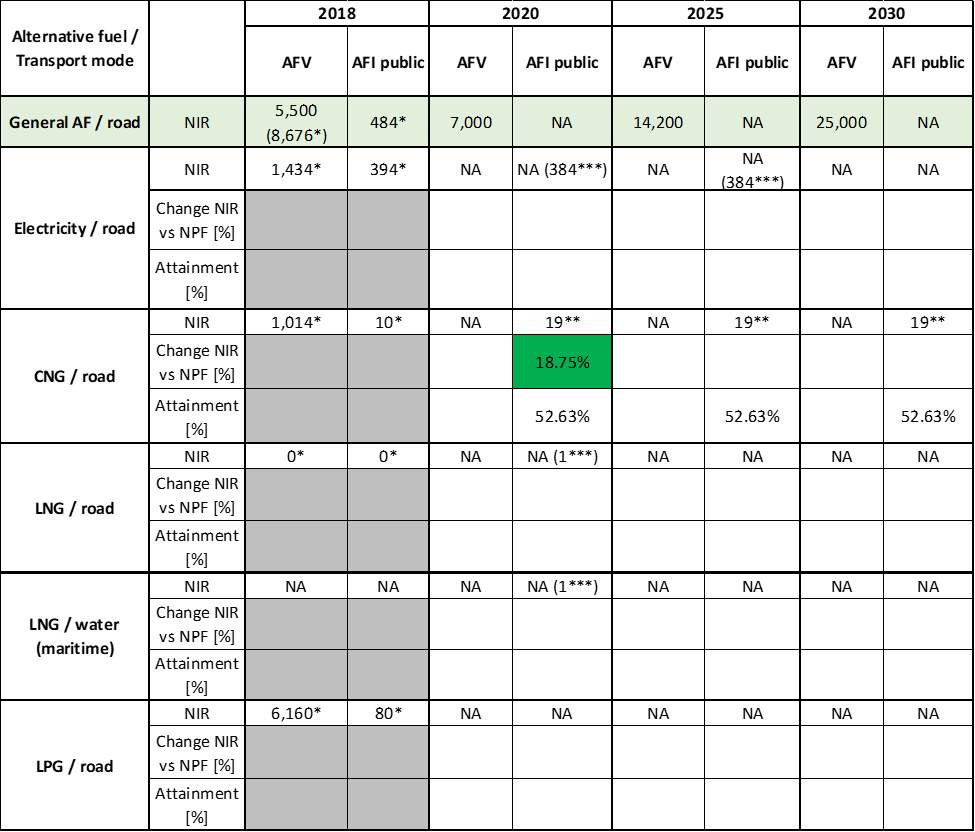 Alternative fuel /
Transport mode
2018
2020
2025
2030
AFV
AFI public
AFV
AFI public
AFV
AFI public
AFV
AFI public
General AF / road
NIR
5,500
(8,676*)
484*
7,000
NA
14,200
NA
25,000
NA
Electricity / road
NIR
1,434*
394*
NA
NA (384***)
NA
NA
(384***)
NA
NA
Change NIR
vs NPF [%]
Attainment
[%]
CNG / road
NIR
1,014*
10*
NA
19**
NA
19**
NA
19**
Change NIR
vs NPF [%]
18.75%
Attainment
[%]
52.63%
52.63%
52.63%
LNG / road
NIR
0*
0*
NA
NA (1***)
NA
NA
NA
NA
Change NIR
vs NPF [%]
Attainment
[%]
LNG / water
(maritime)
NIR
NA
NA
NA
NA (1***)
NA
NA
NA
NA
Change NIR
vs NPF [%]
Attainment
[%]
LPG / road
NIR
6,160*
80*
NA
NA
NA
NA
NA
NA
Change NIR
vs NPF [%]
Attainment
[%]